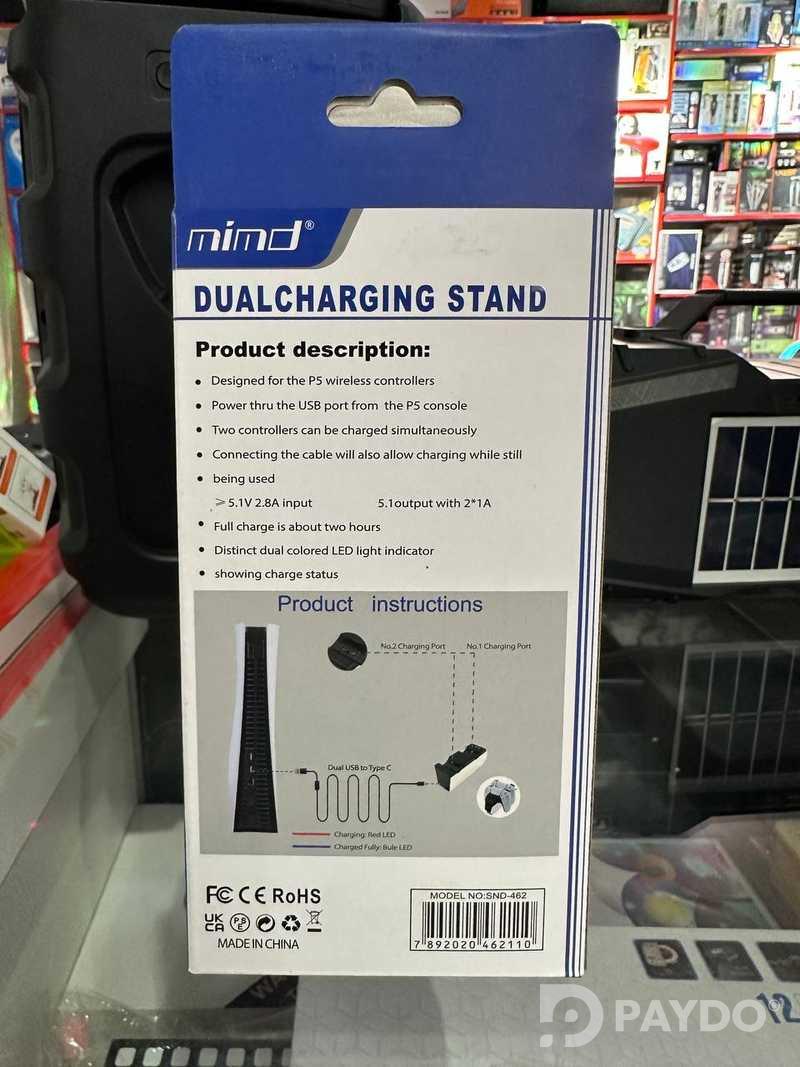 mimd®
DUALCHARGING STAND
Product description:
• Designed for the P5 wireless controllers
• Power thru the USB port from the P5 console
• Two controllers can be charged simultaneously
• Connecting the cable will also allow charging while still
• being used
⩾5.1V 2.8A input 5.1output with 2*1A
• Full charge is about two hours
• Distinct dual colored LED light indicator
• showing charge status
Product instructions
No.2 Charging Port No.1 Charging Port
Dual USB to Type C
Charging: Red LED
Charged Fully: Bule LED
FC CE RoHS
UK
CA
PS
E
MADE IN CHINA
MODEL NO:SND-462
7 892020 462110
PAYDO©